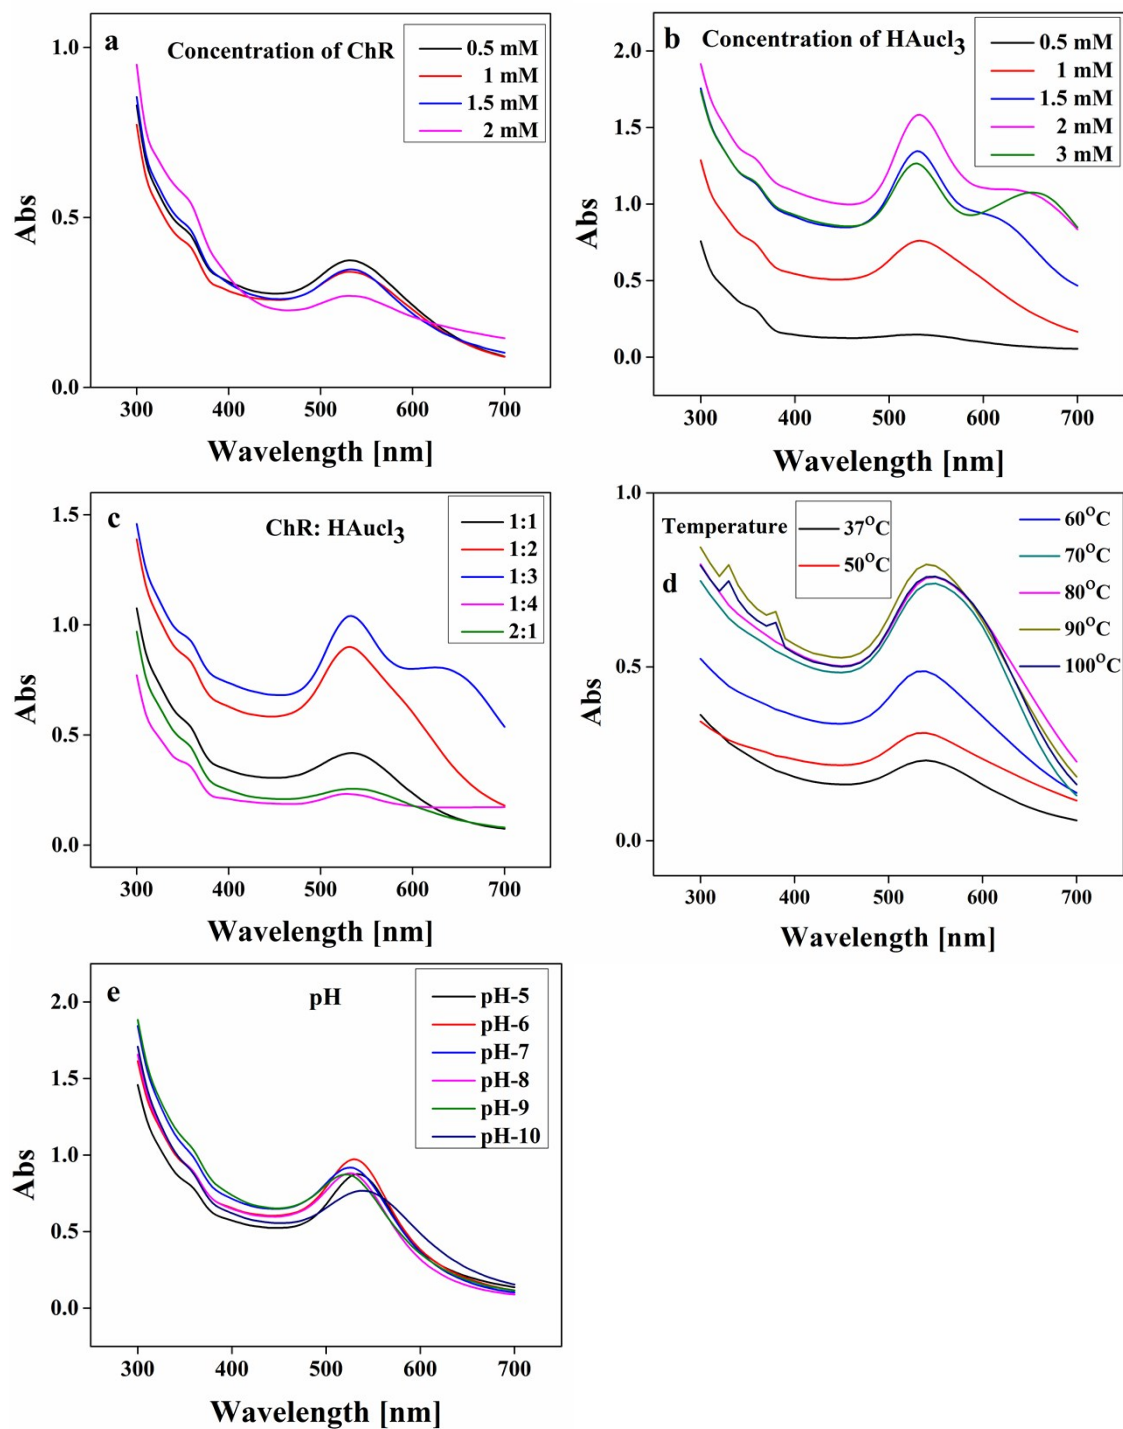 a
Concentration of ChR
0.5 mM
1 mM
1.5 mM
2 mM
1.0
0.5
0.0
Abs
300 400 500 600 700
Wavelength [nm]
b
Concentration of HAucl3
0.5 mM
1 mM
1.5 mM
2 mM
3 mM
2.0
1.5
1.0
0.5
0.0
Abs
300 400 500 600 700
Wavelength [nm]
c
ChR: HAucl3
1:1
1:2
1:3
1:4
2:1
1.5
1.0
0.5
0.0
Abs
300 400 500 600 700
Wavelength [nm]
d
Temperature
37°C
50°C
60°C
70°C
80°C
90°C
100°C
1.0
0.5
0.0
Abs
300 400 500 600 700
Wavelength [nm]
e
pH
pH-5
pH-6
pH-7
pH-8
pH-9
pH-10
2.0
1.5
1.0
0.5
0.0
Abs
300 400 500 600 700
Wavelength [nm]